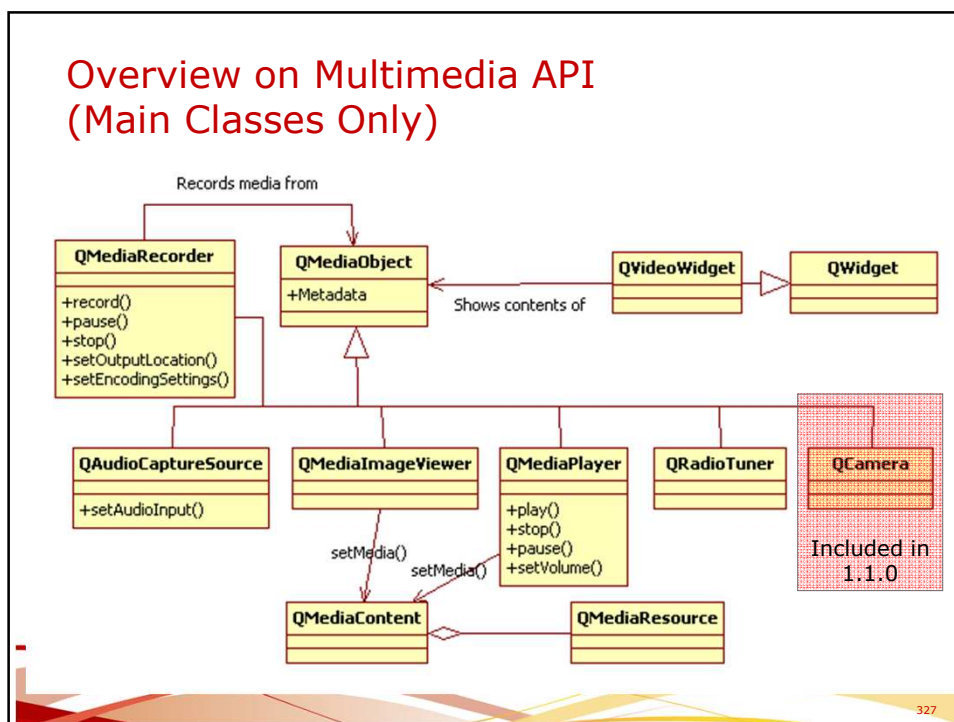 Overview on Multimedia API
(Main Classes Only)
Records media from
QMediaRecorder
+record()
+pause()
+stop()
+setOutputLocation()
+setEncodingSettings()
QMediaObject
+Metadata
Shows contents of
QVideoWidget
QWidget
QAudioCaptureSource
+setAudioInput()
QMediaImageViewer
QMediaPlayer
+play()
+stop()
+pause()
+setVolume()
QRadioTuner
QCamera
Included in
1.1.0
setMedia()
setMedia()
QMediaContent
QMediaResource
327